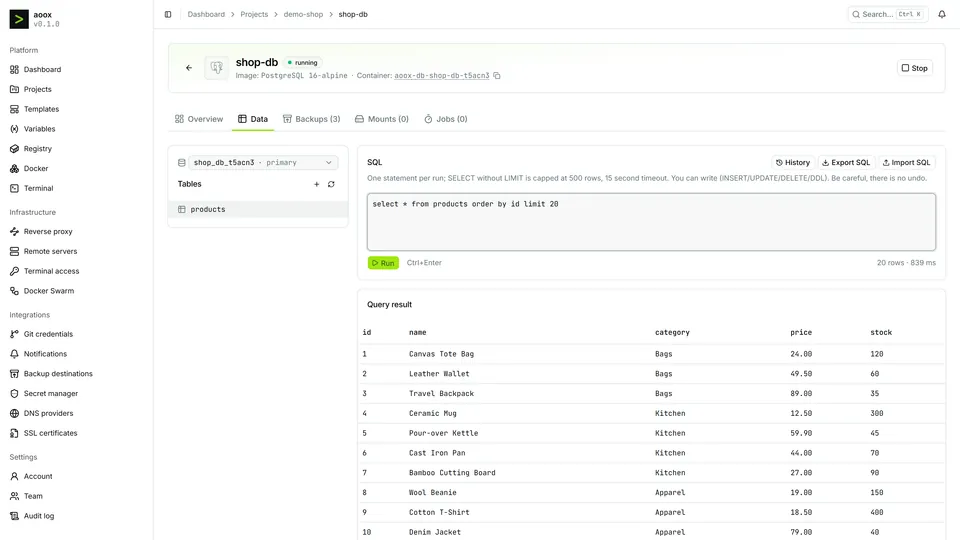 aoox
v0.1.0
Platform
Dashboard
Projects
Templates
Variables
Registry
Docker
Terminal
Infrastructure
Reverse proxy
Remote servers
Terminal access
Docker Swarm
Integrations
Git credentials
Notifications
Backup destinations
Secret manager
DNS providers
SSL certificates
Settings
Account
Team
Audit log
Dashboard > Projects > demo-shop > shop-db
Search... Ctrl K
shop-db running
Image: PostgreSQL 16-alpine · Container: aoox-db-shop-db-t5acn3
Stop
Overview Data Backups (3) Mounts (0) Jobs (0)
shop_db_t5acn3 · primary
Tables
products
SQL History Export SQL Import SQL
One statement per run; SELECT without LIMIT is capped at 500 rows, 15 second timeout. You can write (INSERT/UPDATE/DELETE/DDL). Be careful, there is no undo.
select * from products order by id limit 20
Run Ctrl+Enter 20 rows · 839 ms
Query result
id name category price stock
1 Canvas Tote Bag Bags 24.00 120
2 Leather Wallet Bags 49.50 60
3 Travel Backpack Bags 89.00 35
4 Ceramic Mug Kitchen 12.50 300
5 Pour-over Kettle Kitchen 59.90 45
6 Cast Iron Pan Kitchen 44.00 70
7 Bamboo Cutting Board Kitchen 27.00 90
8 Wool Beanie Apparel 19.00 150
9 Cotton T-Shirt Apparel 18.50 400
10 Denim Jacket Apparel 79.00 40